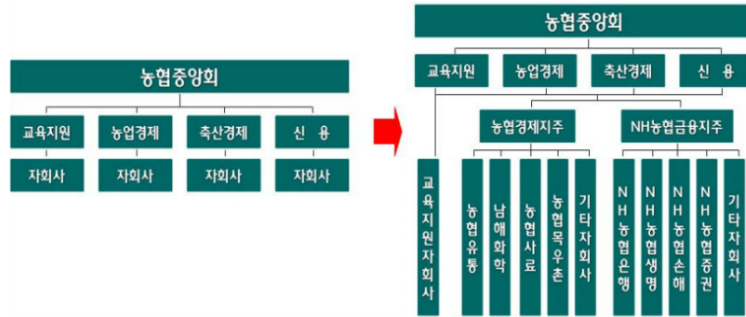 농협중앙회
교육지원 농업경제 축산경제 신 용
자회사 자회사 자회사 자회사
농협중앙회
교육지원 농업경제 축산경제 신 용
농협경제지주 NH농협금융지주
교육지원자회사
농협유통
남해화학
농협사료
농협목우촌
기타자회사
NH농협은행
NH농협생명
NH농협손해
NH농협증권
기타자회사